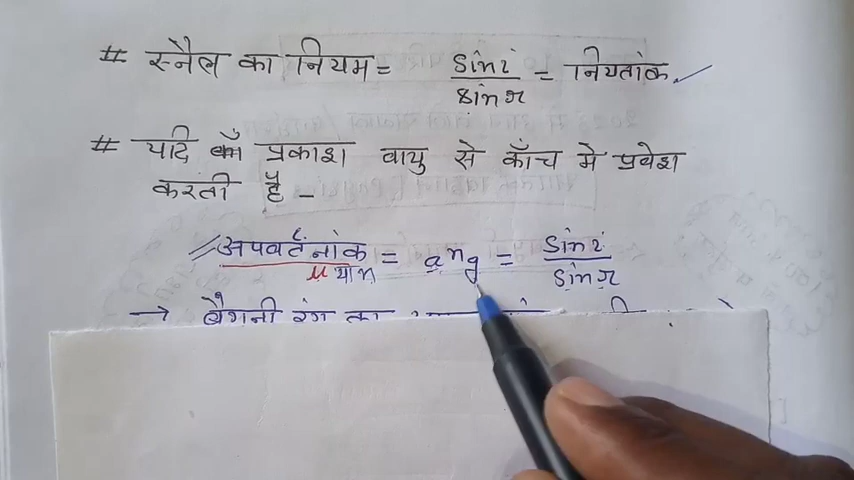 # स्नैल का नियम = sin i / sin r = नियतांक
# यदि प्रकाश वायु से काँच मे प्रवेश
करती है -
अपवर्तनांक = a n g = sin i / sin r
μ या n
→ बैगनी रंग का